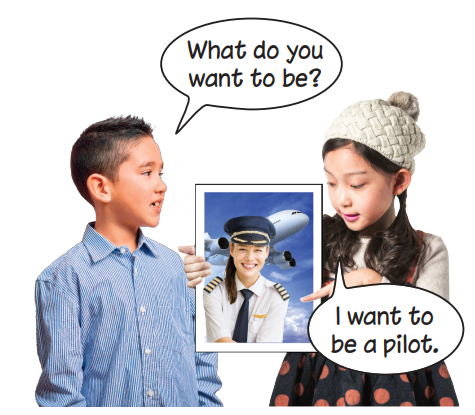 What do you
want to be?
I want to
be a pilot.